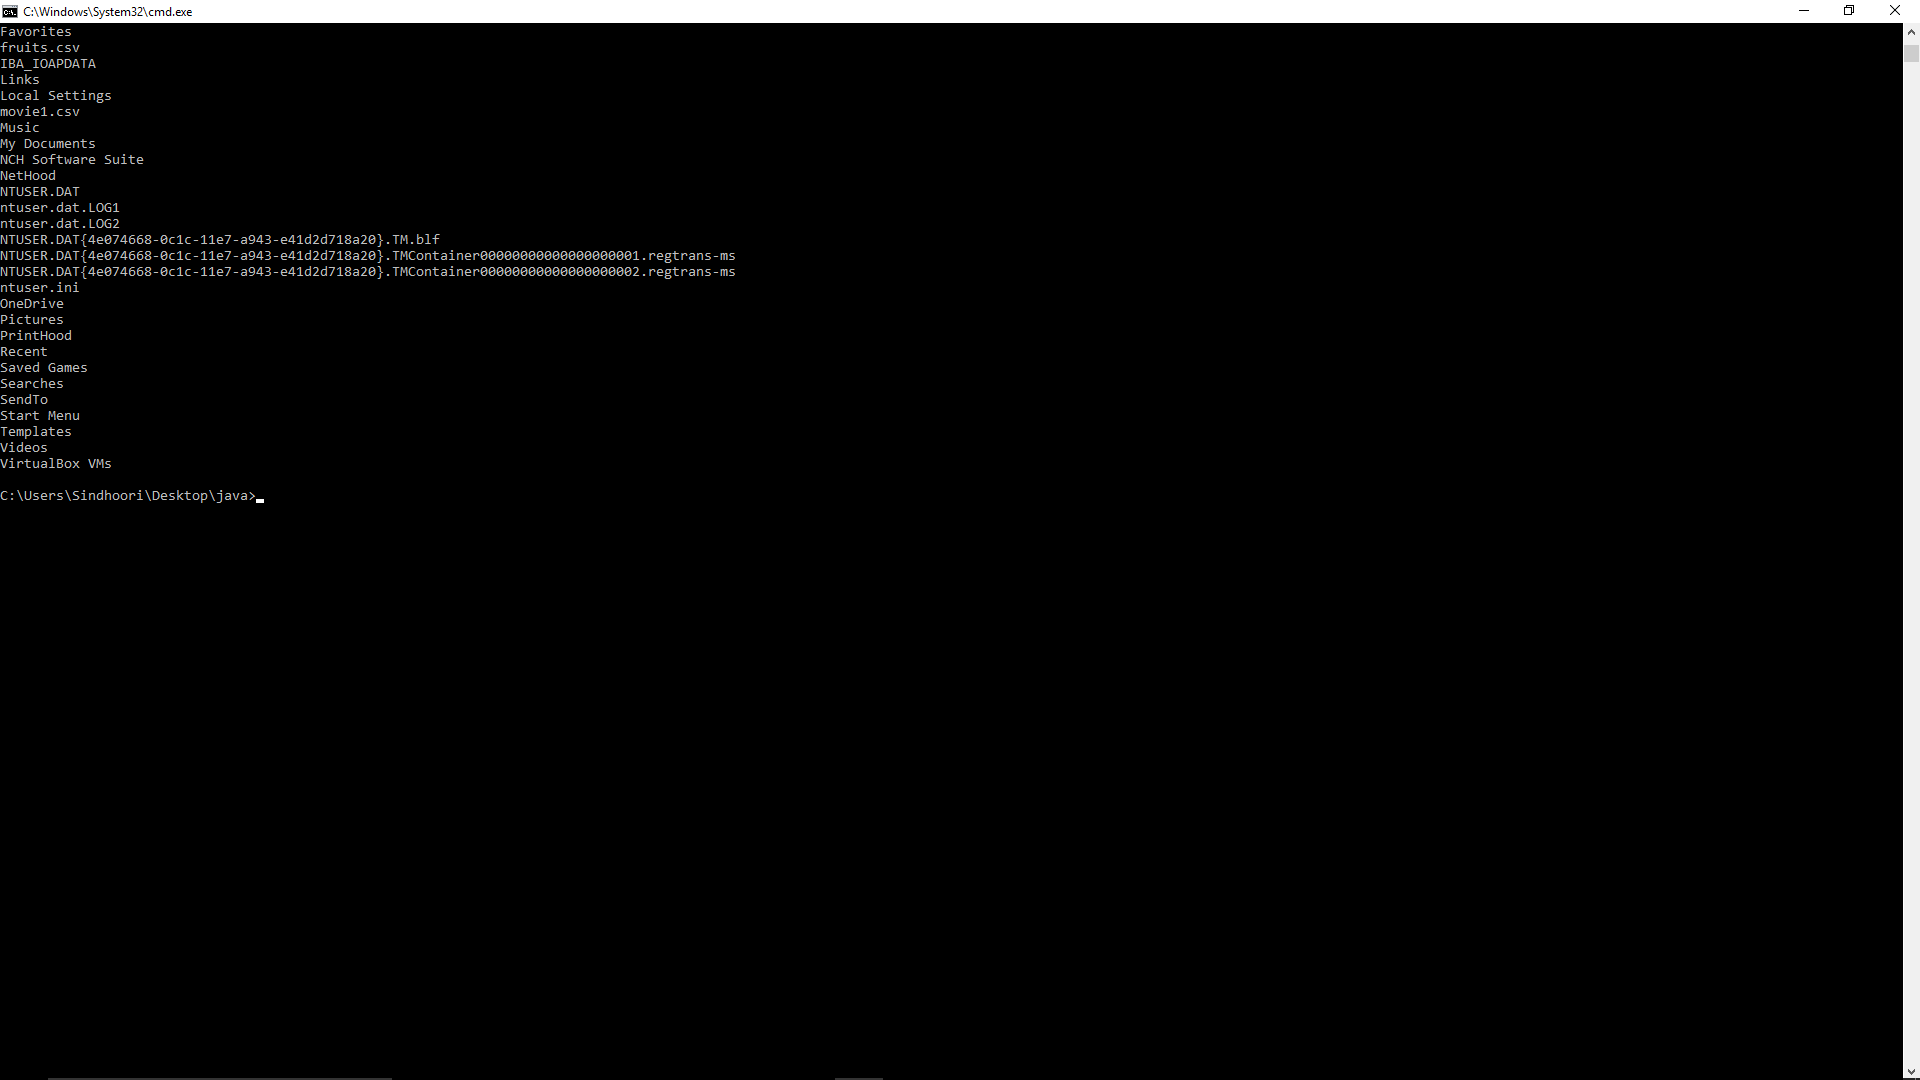 C:\Windows\System32\cmd.exe
Favorites
fruits.csv
IBA_IOAPDATA
Links
Local Settings
movie1.csv
Music
My Documents
NCH Software Suite
NetHood
NTUSER.DAT
ntuser.dat.LOG1
ntuser.dat.LOG2
NTUSER.DAT{4e074668-0c1c-11e7-a943-e41d2d718a20}.TM.blf
NTUSER.DAT{4e074668-0c1c-11e7-a943-e41d2d718a20}.TMContainer00000000000000000001.regtrans-ms
NTUSER.DAT{4e074668-0c1c-11e7-a943-e41d2d718a20}.TMContainer00000000000000000002.regtrans-ms
ntuser.ini
OneDrive
Pictures
PrintHood
Recent
Saved Games
Searches
SendTo
Start Menu
Templates
Videos
VirtualBox VMs
C:\Users\Sindhoori\Desktop\java>